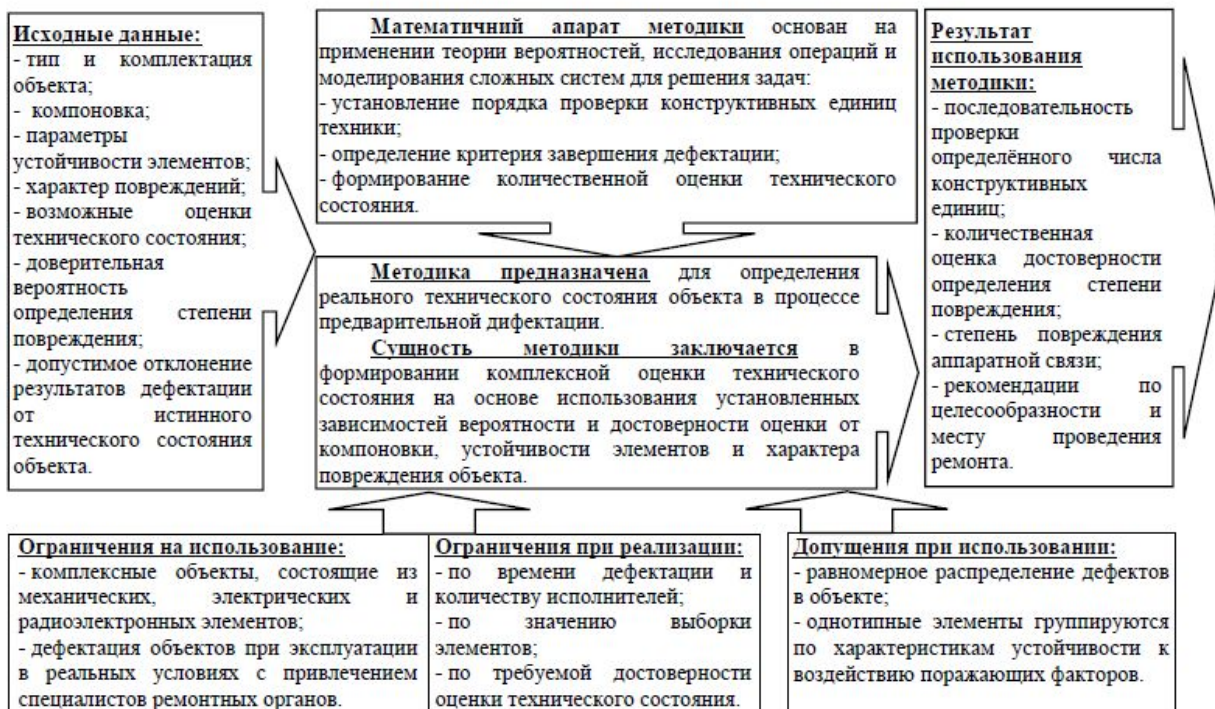 Исходные данные:
- тип и комплектация
объекта;
- компоновка;
- параметры
устойчивости элементов;
- характер повреждений;
- возможные оценки
технического состояния;
- доверительная
вероятность
определения степени
повреждения;
- допустимое отклонение
результатов дефектации
от истинного
технического состояния
объекта.
Математичний апарат методики основан на
применении теории вероятностей, исследования операций и
моделирования сложных систем для решения задач:
- установление порядка проверки конструктивных единиц
техники;
- определение критерия завершения дефектации;
- формирование количественной оценки технического
состояния.
Методика предназначена для определения
реального технического состояния объекта в процессе
предварительной дифектации.
Сущность методики заключается в
формировании комплексной оценки технического
состояния на основе использования установленных
зависимостей вероятности и достоверности оценки от
компоновки, устойчивости элементов и характера
повреждения объекта.
Результат
использования
методики:
- последовательность
проверки
определённого числа
конструктивных
единиц;
- количественная
оценка достоверности
определения степени
повреждения;
- степень повреждения
аппаратной связи;
- рекомендации по
целесообразности и
месту проведения
ремонта.
Ограничения на использование:
- комплексные объекты, состоящие из
механических, электрических и
радиоэлектронных элементов;
- дефектация объектов при эксплуатации
в реальных условиях с привлечением
специалистов ремонтных органов.
Ограничения при реализации:
- по времени дефектации и
количеству исполнителей;
- по значению выборки
элементов;
- по требуемой достоверности
оценки технического состояния.
Допущения при использовании:
- равномерное распределение дефектов
в объекте;
- однотипные элементы группируются
по характеристикам устойчивости к
воздействию поражающих факторов.